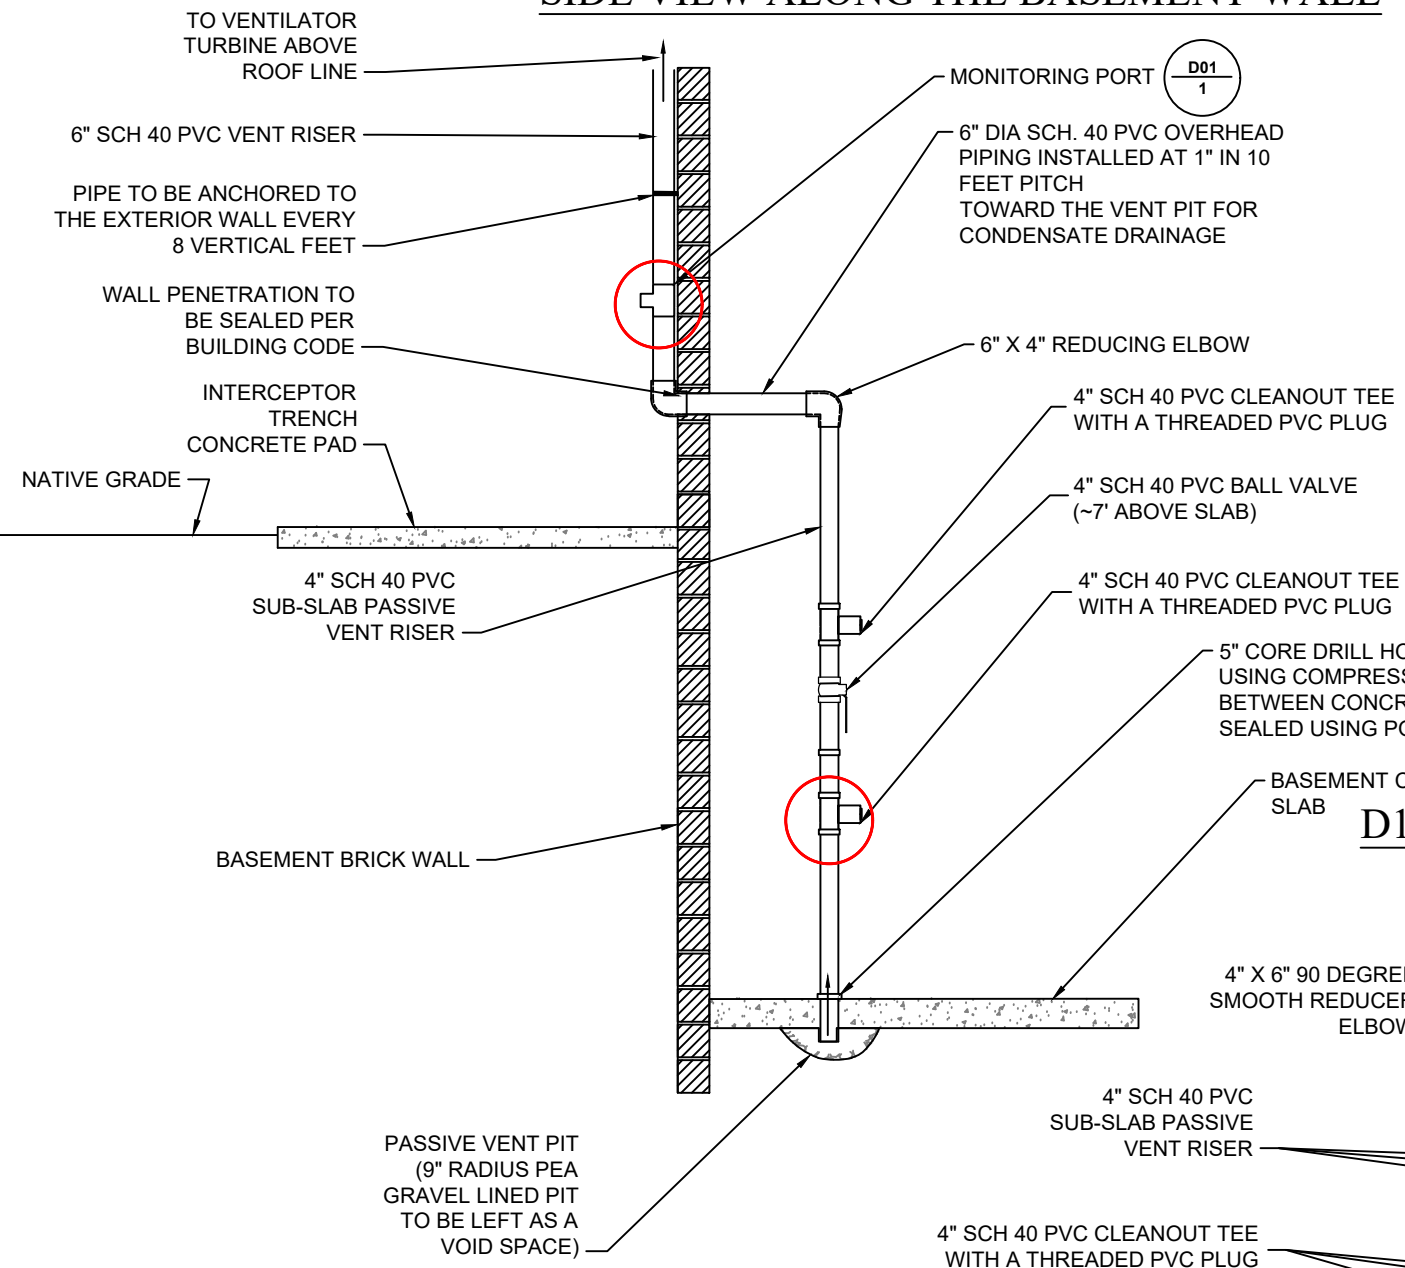 SIDE VIEW ALONG THE BASEMENT WALL
TO VENTILATOR
TURBINE ABOVE
ROOF LINE
6" SCH 40 PVC VENT RISER
PIPE TO BE ANCHORED TO
THE EXTERIOR WALL EVERY
8 VERTICAL FEET
WALL PENETRATION TO
BE SEALED PER
BUILDING CODE
INTERCEPTOR
TRENCH
CONCRETE PAD
NATIVE GRADE
4" SCH 40 PVC
SUB-SLAB PASSIVE
VENT RISER
BASEMENT BRICK WALL
PASSIVE VENT PIT
(9" RADIUS PEA
GRAVEL LINED PIT
TO BE LEFT AS A
VOID SPACE)
MONITORING PORT
D01
1
6" DIA SCH. 40 PVC OVERHEAD
PIPING INSTALLED AT 1" IN 10
FEET PITCH
TOWARD THE VENT PIT FOR
CONDENSATE DRAINAGE
6" X 4" REDUCING ELBOW
4" SCH 40 PVC CLEANOUT TEE
WITH A THREADED PVC PLUG
4" SCH 40 PVC BALL VALVE
(~7' ABOVE SLAB)
4" SCH 40 PVC CLEANOUT TEE
WITH A THREADED PVC PLUG
5" CORE DRILL
USING
BETWEEN
SEALED USING
BASEMENT
SLAB
4" X 6" 90
SMOOTH
4" SCH 40 PVC
SUB-SLAB PASSIVE
VENT RISER
4" SCH 40 PVC CLEANOUT TEE
WITH A THREADED PVC PLUG